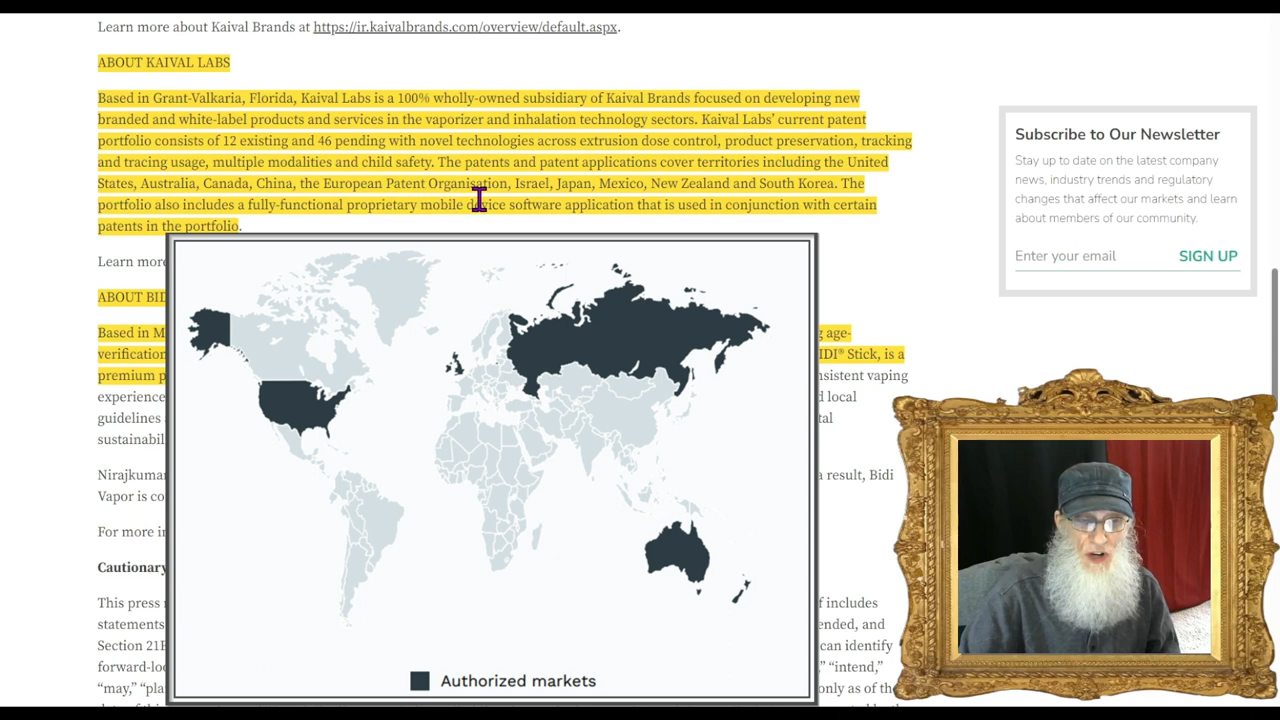 Learn more about Kaival Brands at https://ir.kaivalbrands.com/overview/default.aspx.
ABOUT KAIVAL LABS
Based in Grant-Valkaria, Florida, Kaival Labs is a 100% wholly-owned subsidiary of Kaival Brands focused on developing new
branded and white-label products and services in the vaporizer and inhalation technology sectors. Kaival Labs’ current patent
portfolio consists of 12 existing and 46 pending with novel technologies across extrusion dose control, product preservation, tracking
and tracing usage, multiple modalities and child safety. The patents and patent applications cover territories including the United
States, Australia, Canada, China, the European Patent Organisation, Israel, Japan, Mexico, New Zealand and South Korea. The
portfolio also includes a fully-functional proprietary mobile device software application that is used in conjunction with certain
patents in the portfolio.
Learn more
ABOUT BID
Based in M
g age-
verification
IDI® Stick, is a
premium p
nsistent vaping
experience
d local
guidelines
tal
sustainabil
Nirajkumar
a result, Bidi
Vapor is co
For more in
Cautionary
This press
f includes
statements
ended, and
Section 21E
can identify
forward-loo
” “intend,”
“may,” “pla
only as of the
Subscribe to Our Newsletter
Stay up to date on the latest company
news, industry trends and regulatory
changes that affect our markets and learn
about members of our community.
Enter your email SIGN UP
Authorized markets